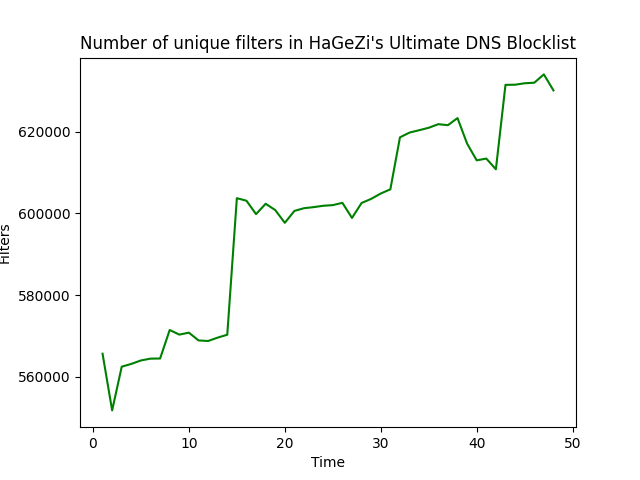 Number of unique filters in HaGeZi's Ultimate DNS Blocklist
Filters
620000
600000
580000
560000
0 10 20 30 40 50
Time